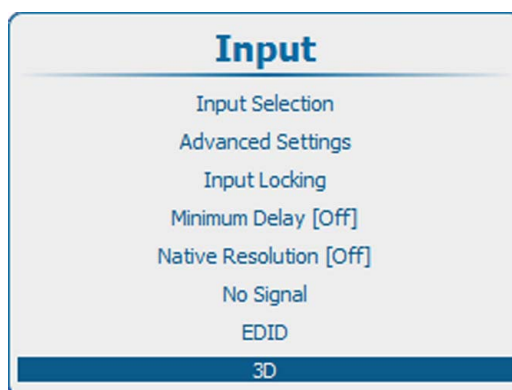 Input
Input Selection
Advanced Settings
Input Locking
Minimum Delay [Off]
Native Resolution [Off]
No Signal
EDID
3D